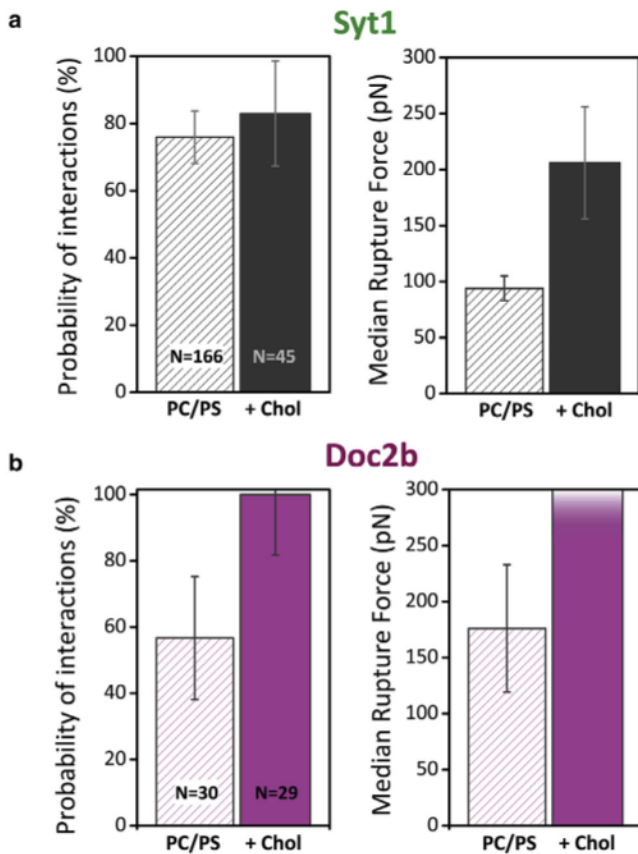 a
Syt1
Probability of interactions (%)
100
80
60
40
20
0
N=166
N=45
PC/PS
+ Chol
Median Rupture Force (pN)
300
250
200
150
100
50
0
PC/PS
+ Chol
b
Doc2b
Probability of interactions (%)
100
80
60
40
20
0
N=30
N=29
PC/PS
+ Chol
Median Rupture Force (pN)
300
250
200
150
100
50
0
PC/PS
+ Chol